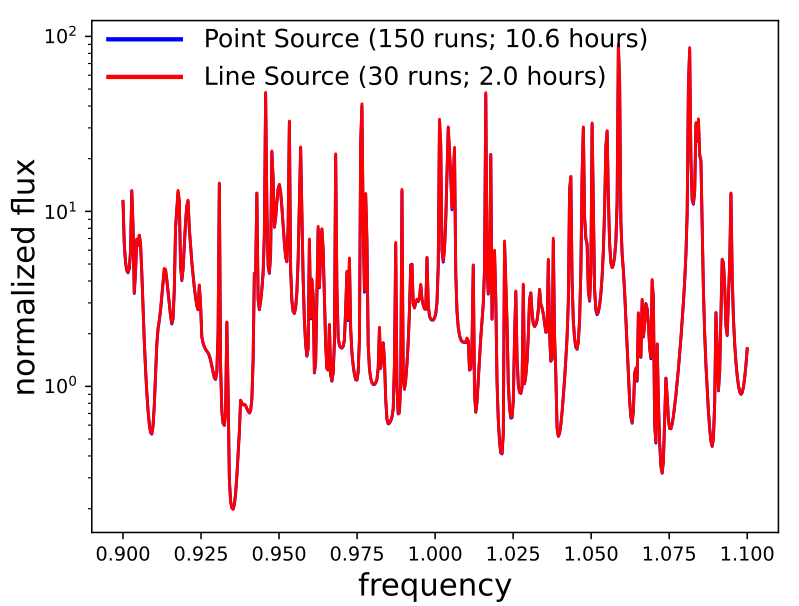 Point Source (150 runs; 10.6 hours)
Line Source (30 runs; 2.0 hours)
normalized flux
10²
10¹
10⁰
0.900 0.925 0.950 0.975 1.000 1.025 1.050 1.075 1.100
frequency